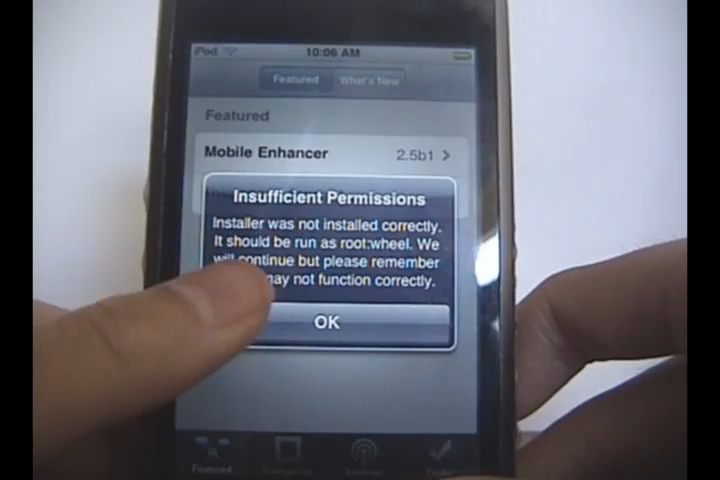 iPod 10:06 AM
Featured What's New
Featured
Mobile Enhancer 2.5b1
Insufficient Permissions
Installer was not installed correctly.
It should be run as root:wheel. We
will continue but please remember
may not function correctly.
OK
Featured